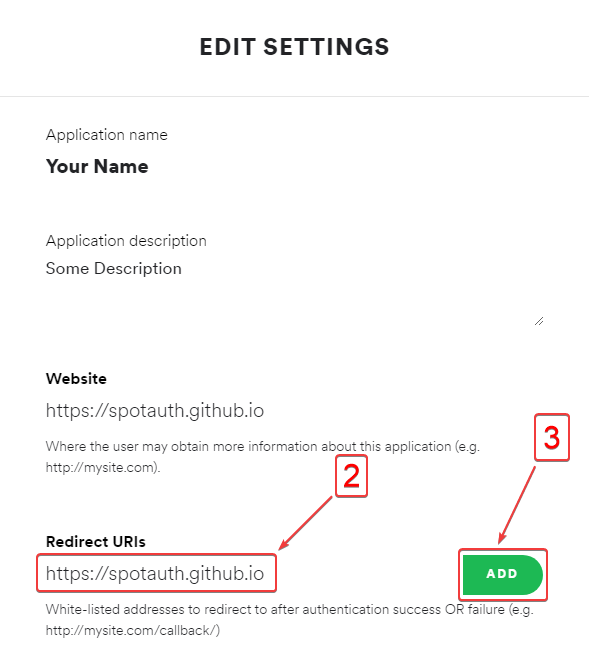 EDIT SETTINGS
Application name
Your Name
Application description
Some Description
Website
https://spotauth.github.io
Where the user may obtain more information about this application (e.g.
http://mysite.com).
3
2
Redirect URIs
https://spotauth.github.io
ADD
White-listed addresses to redirect to after authentication success OR failure (e.g.
http://mysite.com/callback/)